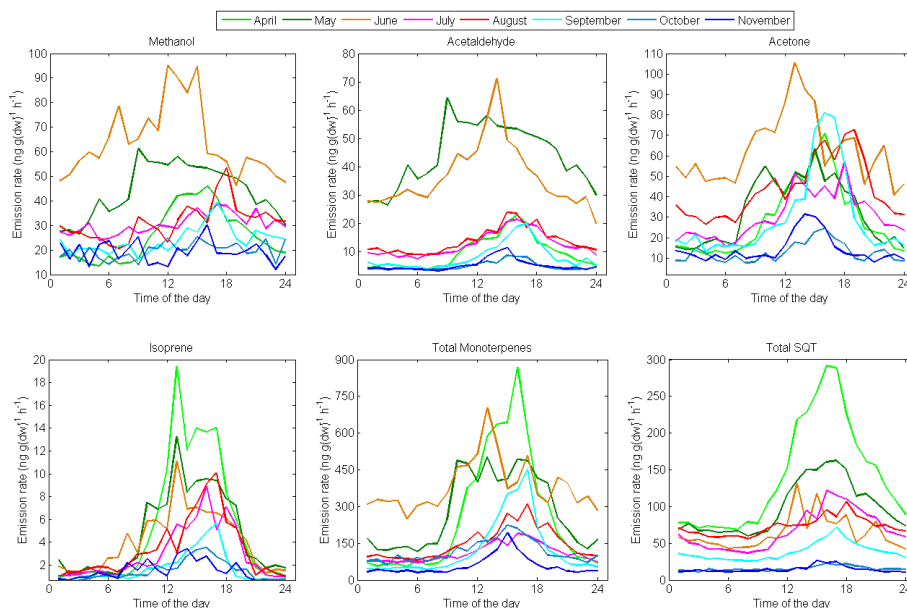 April May June July August September October November
Methanol Acetaldehyde Acetone
Emission rate (ng g(dw)⁻¹ h⁻¹)
100
90
80
70
60
50
40
30
20
10
0 6 12 18 24
Time of the day
Emission rate (ng g(dw)⁻¹ h⁻¹)
80
70
60
50
40
30
20
10
0 6 12 18 24
Time of the day
Emission rate (ng g(dw)⁻¹ h⁻¹)
110
100
90
80
70
60
50
40
30
20
10
0 6 12 18 24
Time of the day
Isoprene Total Monoterpenes Total SQT
Emission rate (ng g(dw)⁻¹ h⁻¹)
20
18
16
14
12
10
8
6
4
2
0 6 12 18 24
Time of the day
Emission rate (ng g(dw)⁻¹ h⁻¹)
900
750
600
450
300
150
0
0 6 12 18 24
Time of the day
Emission rate (ng g(dw)⁻¹ h⁻¹)
300
250
200
150
100
50
0
0 6 12 18 24
Time of the day